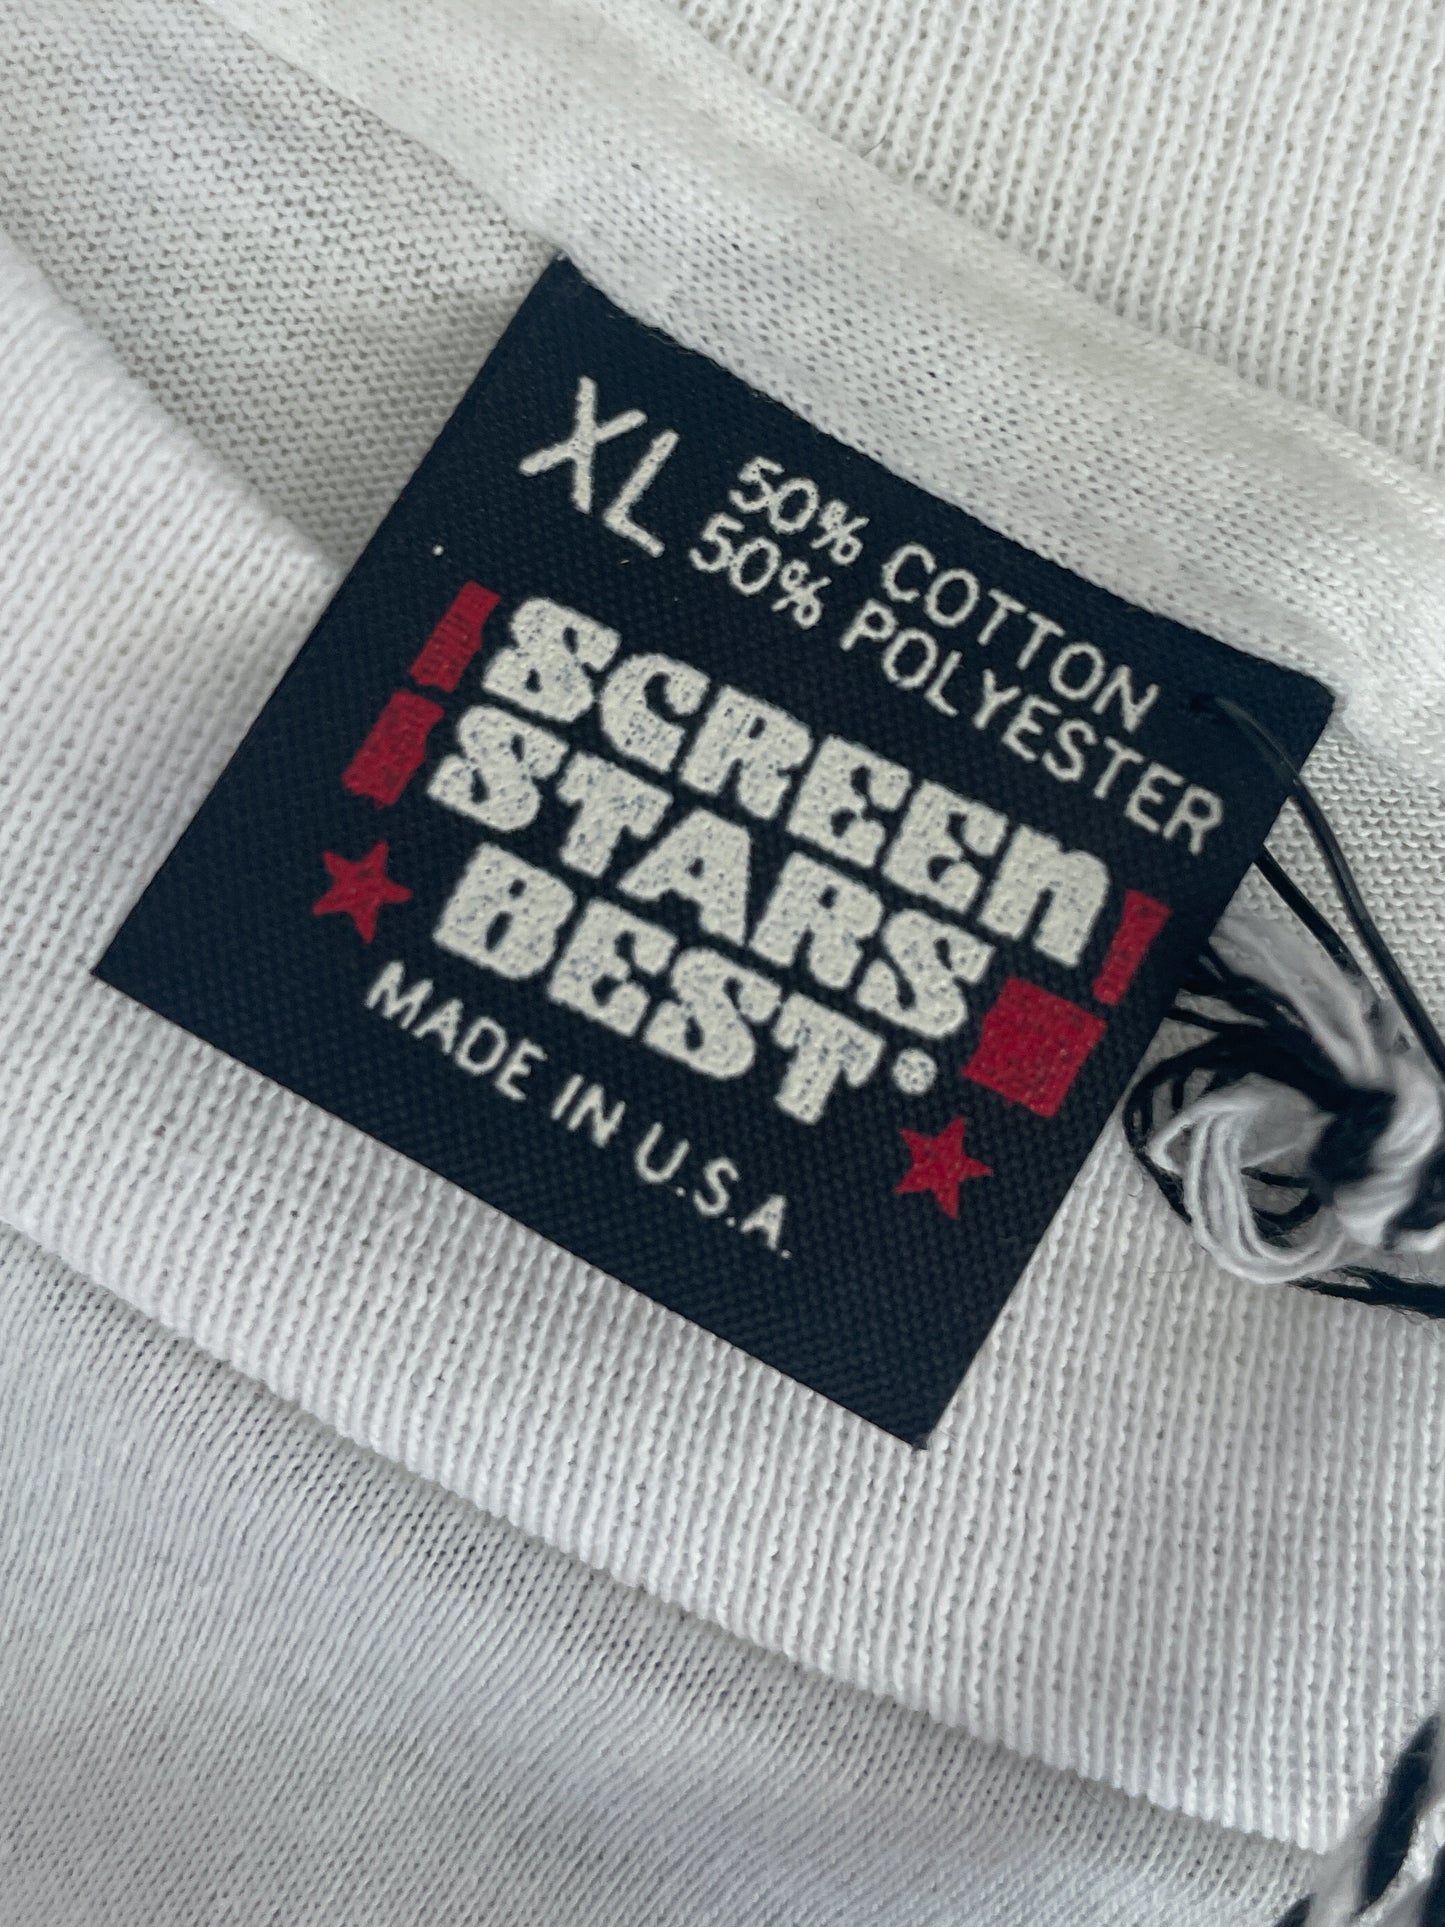 XL 50% COTTON
50% POLYESTER
SCREEN
STARS
BEST®
MADE IN U.S.A.